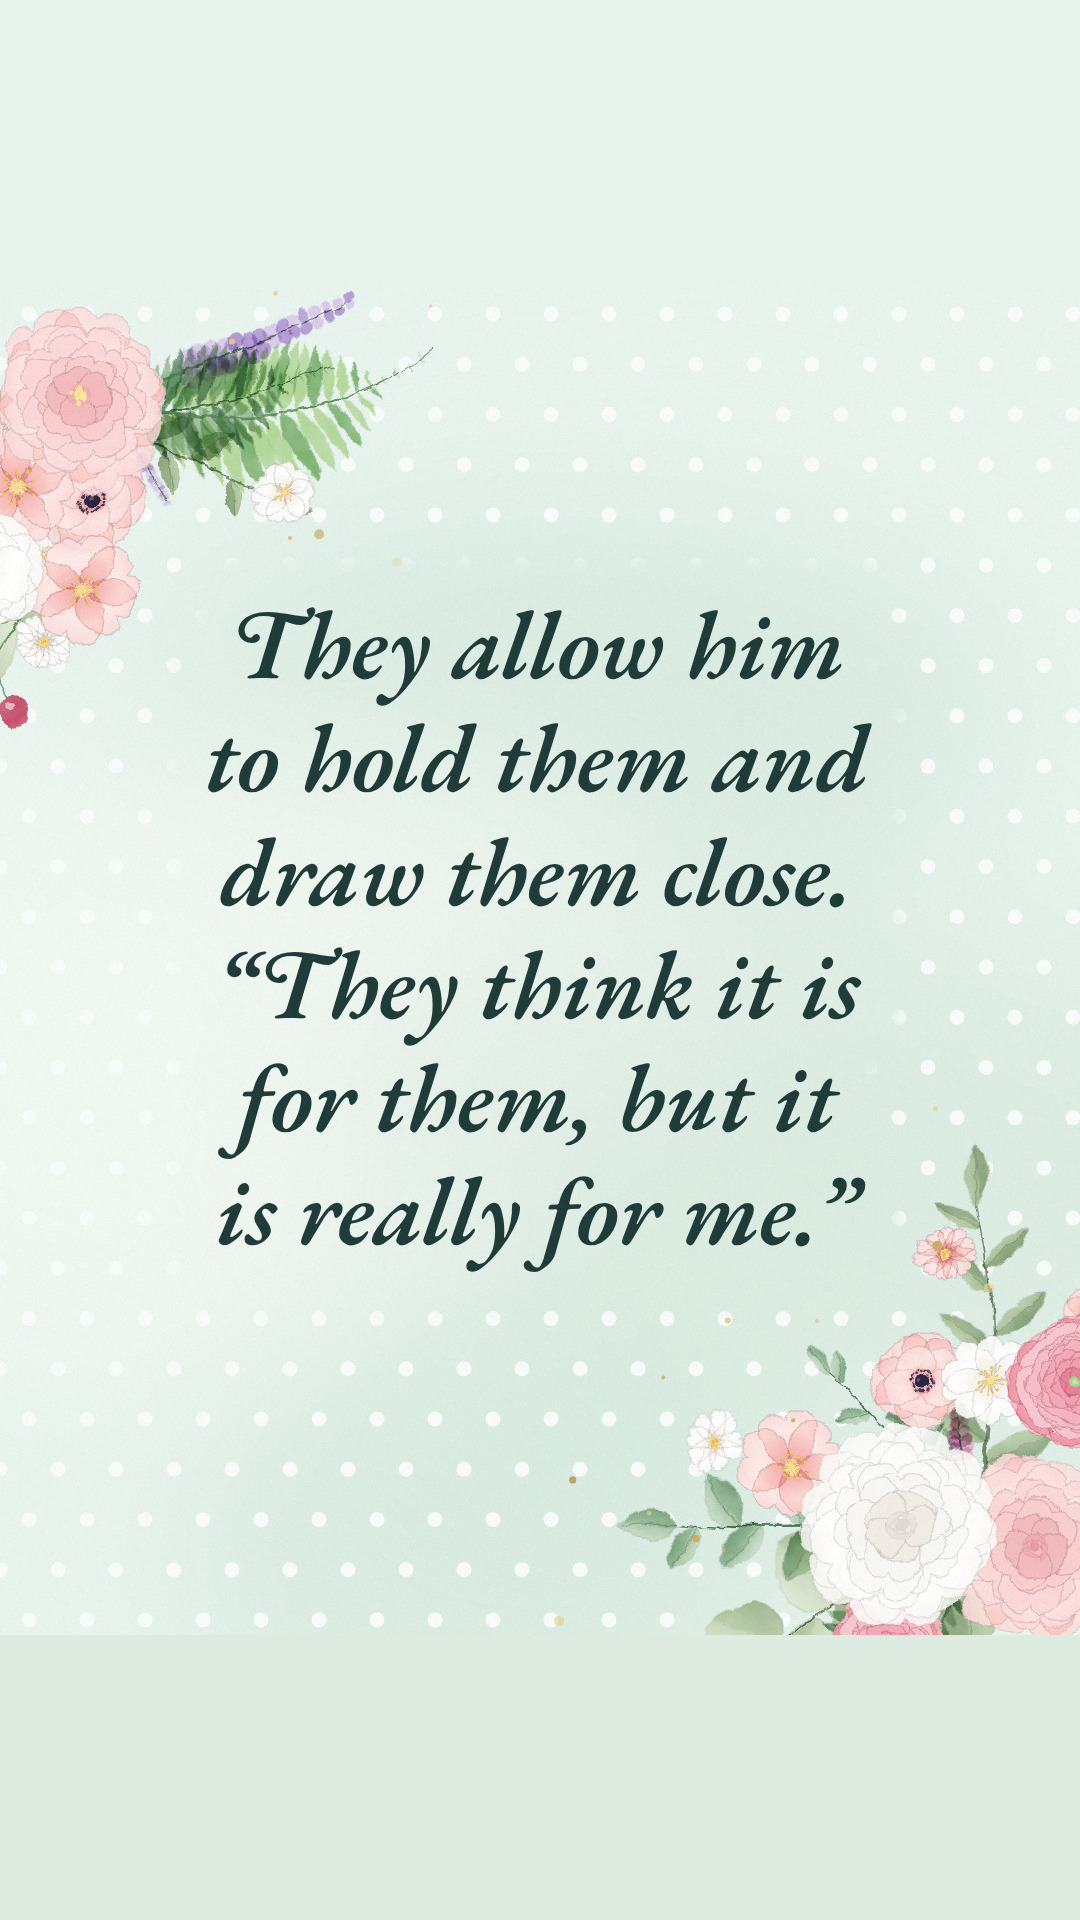 They allow him
to hold them and
draw them close.
“They think it is
for them, but it
is really for me.”